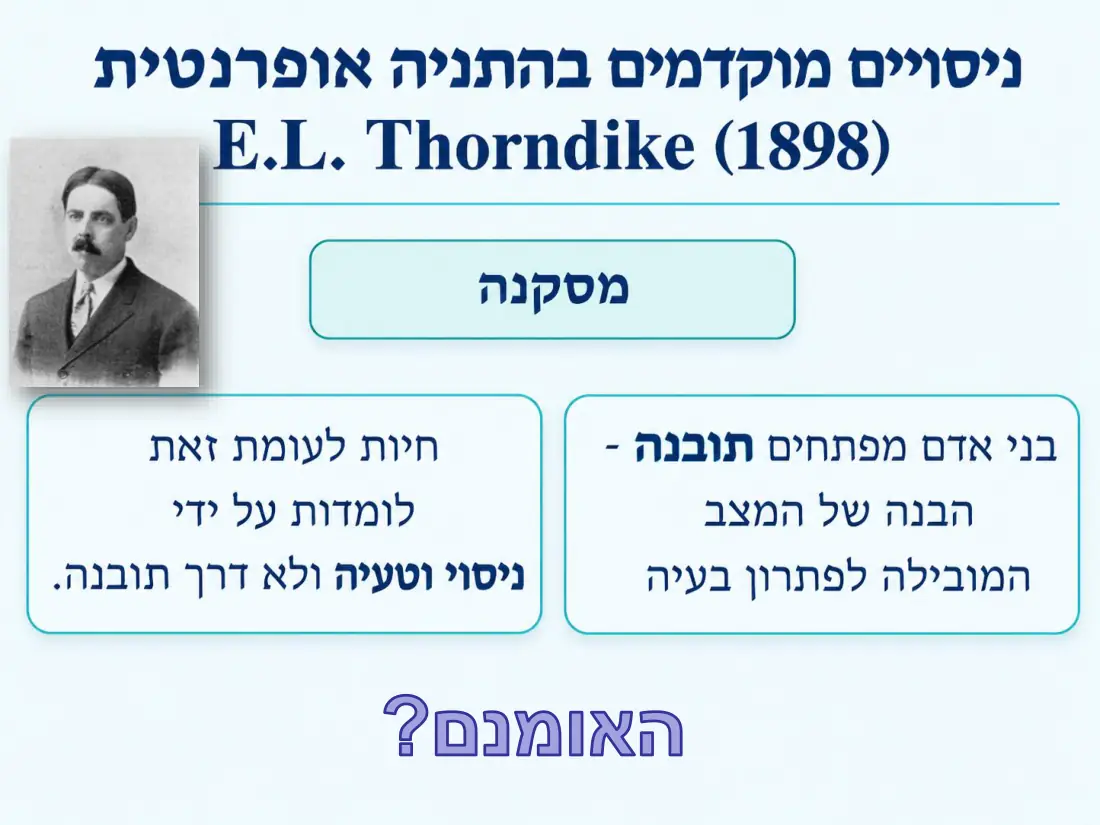 ניסויים מוקדמים בהתניה אופרנטית
E.L. Thorndike (1898)
מסקנה
בני אדם מפתחים תובנה -
הבנה של המצב
המובילה לפתרון בעיה
חיות לעומת זאת
לומדות על ידי
ניסוי וטעיה ולא דרך תובנה.
האומנם?